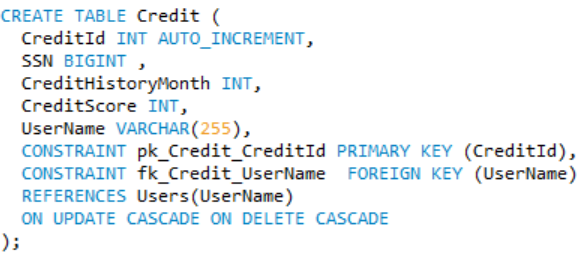 CREATE TABLE Credit (
  CreditId INT AUTO_INCREMENT,
  SSN BIGINT ,
  CreditHistoryMonth INT,
  CreditScore INT,
  UserName VARCHAR(255),
  CONSTRAINT pk_Credit_CreditId PRIMARY KEY (CreditId),
  CONSTRAINT fk_Credit_UserName  FOREIGN KEY (UserName)
  REFERENCES Users(UserName)
  ON UPDATE CASCADE ON DELETE CASCADE
);